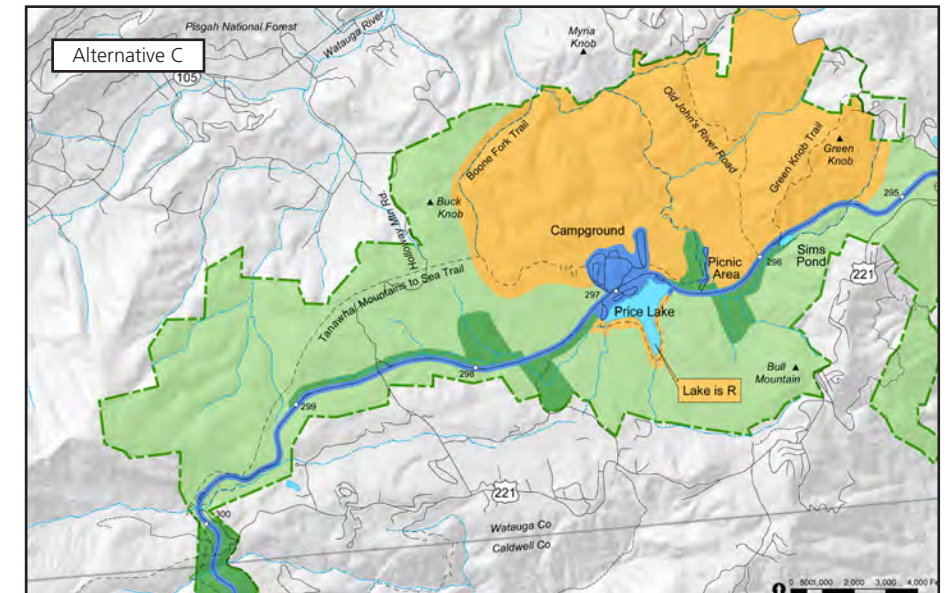 Pisgah National Forest
Watauga River
Alternative C
105
Myria
Knob
Boone Fork Trail
Old John's River Road
Green Knob Trail
Green
Knob
Buck
Knob
Holloway Mtn Rd.
Campground
295
Picnic
Area
296
Sims
Pond
221
297
Tanawha/ Mountains to Sea Trail
Price Lake
298
Bull
Mountain
Lake is R
299
221
300
Watauga Co
Caldwell Co
0 500 1,000 2,000 3,000 4,000 Fe